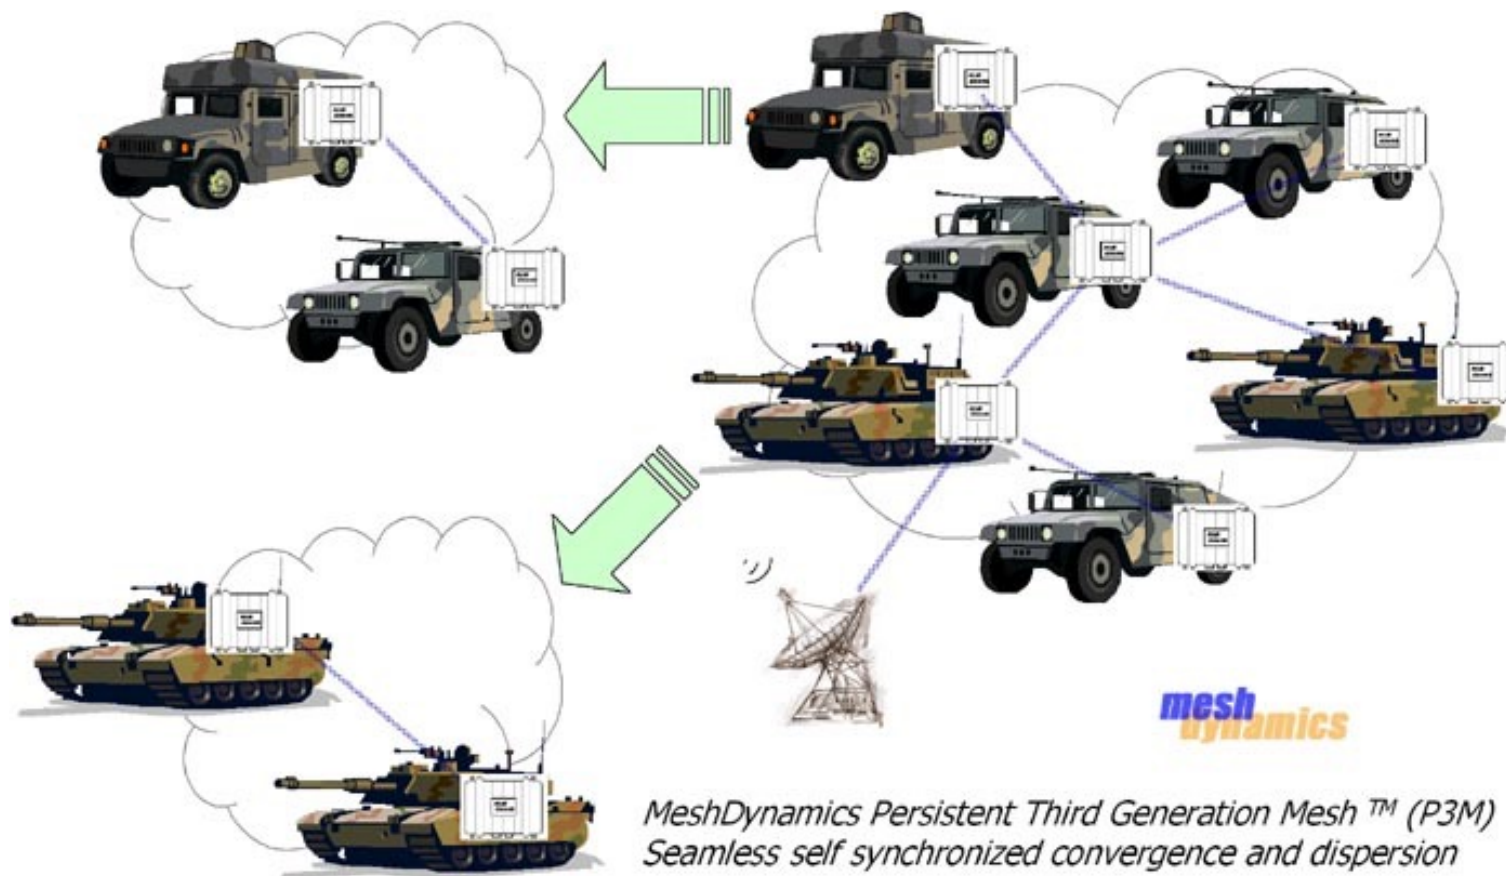 mesh
dynamics
MeshDynamics Persistent Third Generation Mesh ™ (P3M)
Seamless self synchronized convergence and dispersion